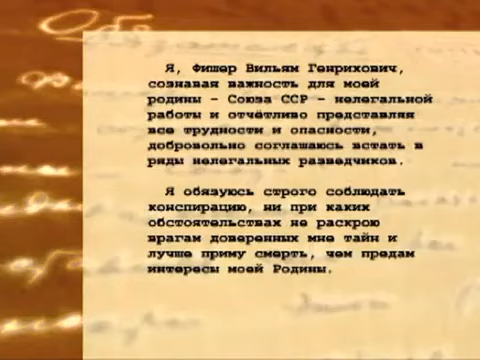 Я, Фишер Вильям Генрихович,
сознавая важность для моей
родины - Союза ССР - нелегальной
работы и отчётливо представляя
все трудности и опасности,
добровольно соглашаюсь встать в
ряды нелегальных разведчиков.
Я обязуюсь строго соблюдать
конспирацию, ни при каких
обстоятельствах не раскрою
врагам доверенных мне тайн и
лучше приму смерть, чем предам
интересы моей Родины.